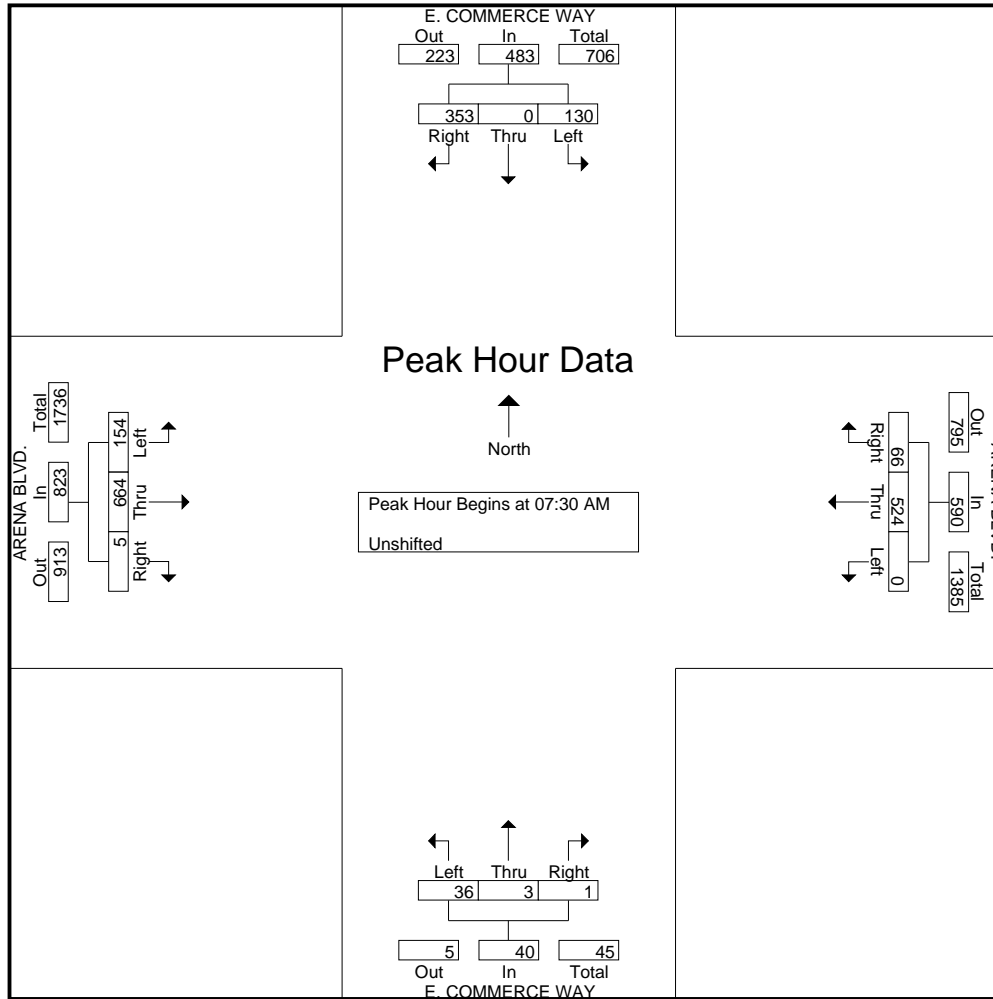 E. COMMERCE WAY
Out In Total
223 483 706
353 0 130
Right Thru Left
Peak Hour Data
North
Peak Hour Begins at 07:30 AM
Unshifted
ARENA BLVD.
Out In Total
913 823 1736
5 664 154
Right Thru Left
Out In Total
795 590 1385
66 524 0
Right Thru Left
Left Thru Right
36 3 1
5 40 45
Out In Total
E. COMMERCE WAY